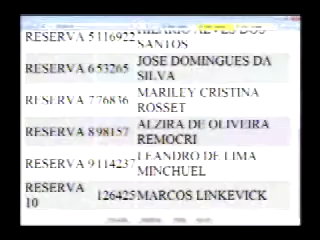 RESERVA 5 116922 HILARIO ALVES DOS
SANTOS
RESERVA 6 53265 JOSE DOMINGUES DA
SILVA
RESERVA 7 76836 MARILEY CRISTINA
ROSSET
RESERVA 8 98157 ALZIRA DE OLIVEIRA
REMOCRI
RESERVA 9 114237 LEANDRO DE LIMA
MINCHUEL
RESERVA
10 126425 MARCOS LINKEVICK